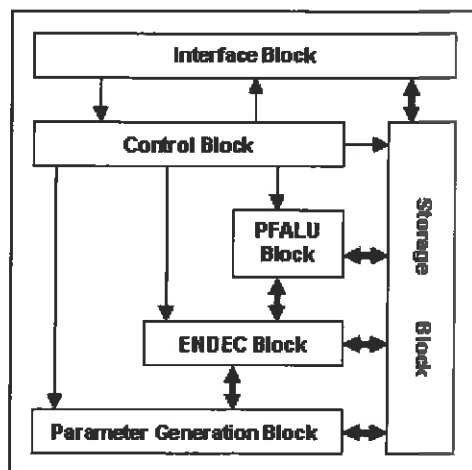 Interface Block
Control Block
PFALU
Block
ENDEC Block
Parameter Generation Block
Storage Block